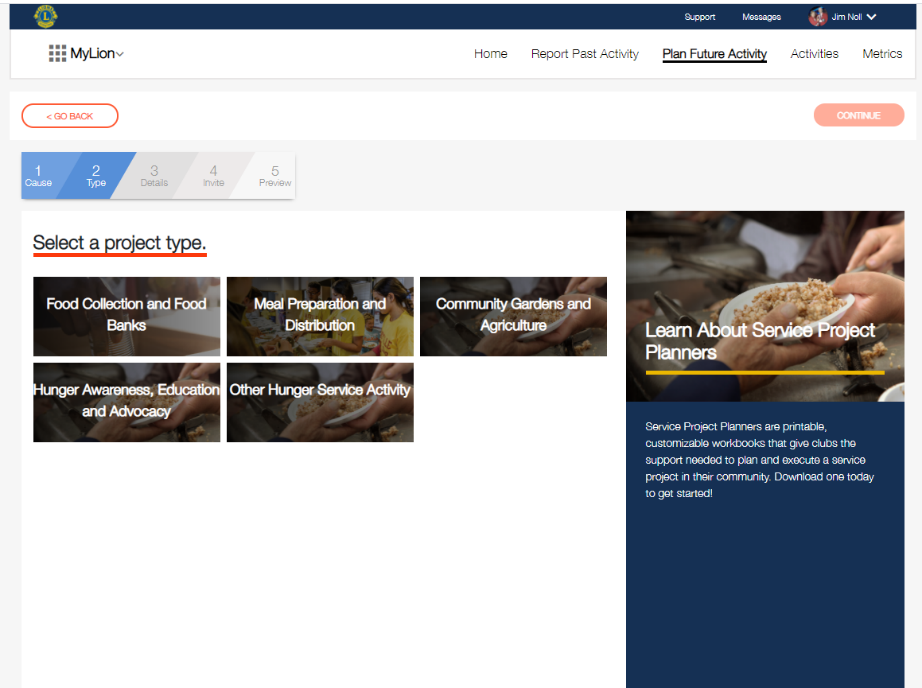 L
Support Messages Jim Noll
MyLion
Home Report Past Activity Plan Future Activity Activities Metrics
< GO BACK
CONTINUE
1 2 3 4 5
Cause Type Details Invite Preview
Select a project type.
Food Collection and Food
Banks
Meal Preparation and
Distribution
Community Gardens and
Agriculture
Hunger Awareness, Education
and Advocacy
Other Hunger Service Activity
Learn About Service Project
Planners
Service Project Planners are printable,
customizable workbooks that give clubs the
support needed to plan and execute a service
project in their community. Download one today
to get started!